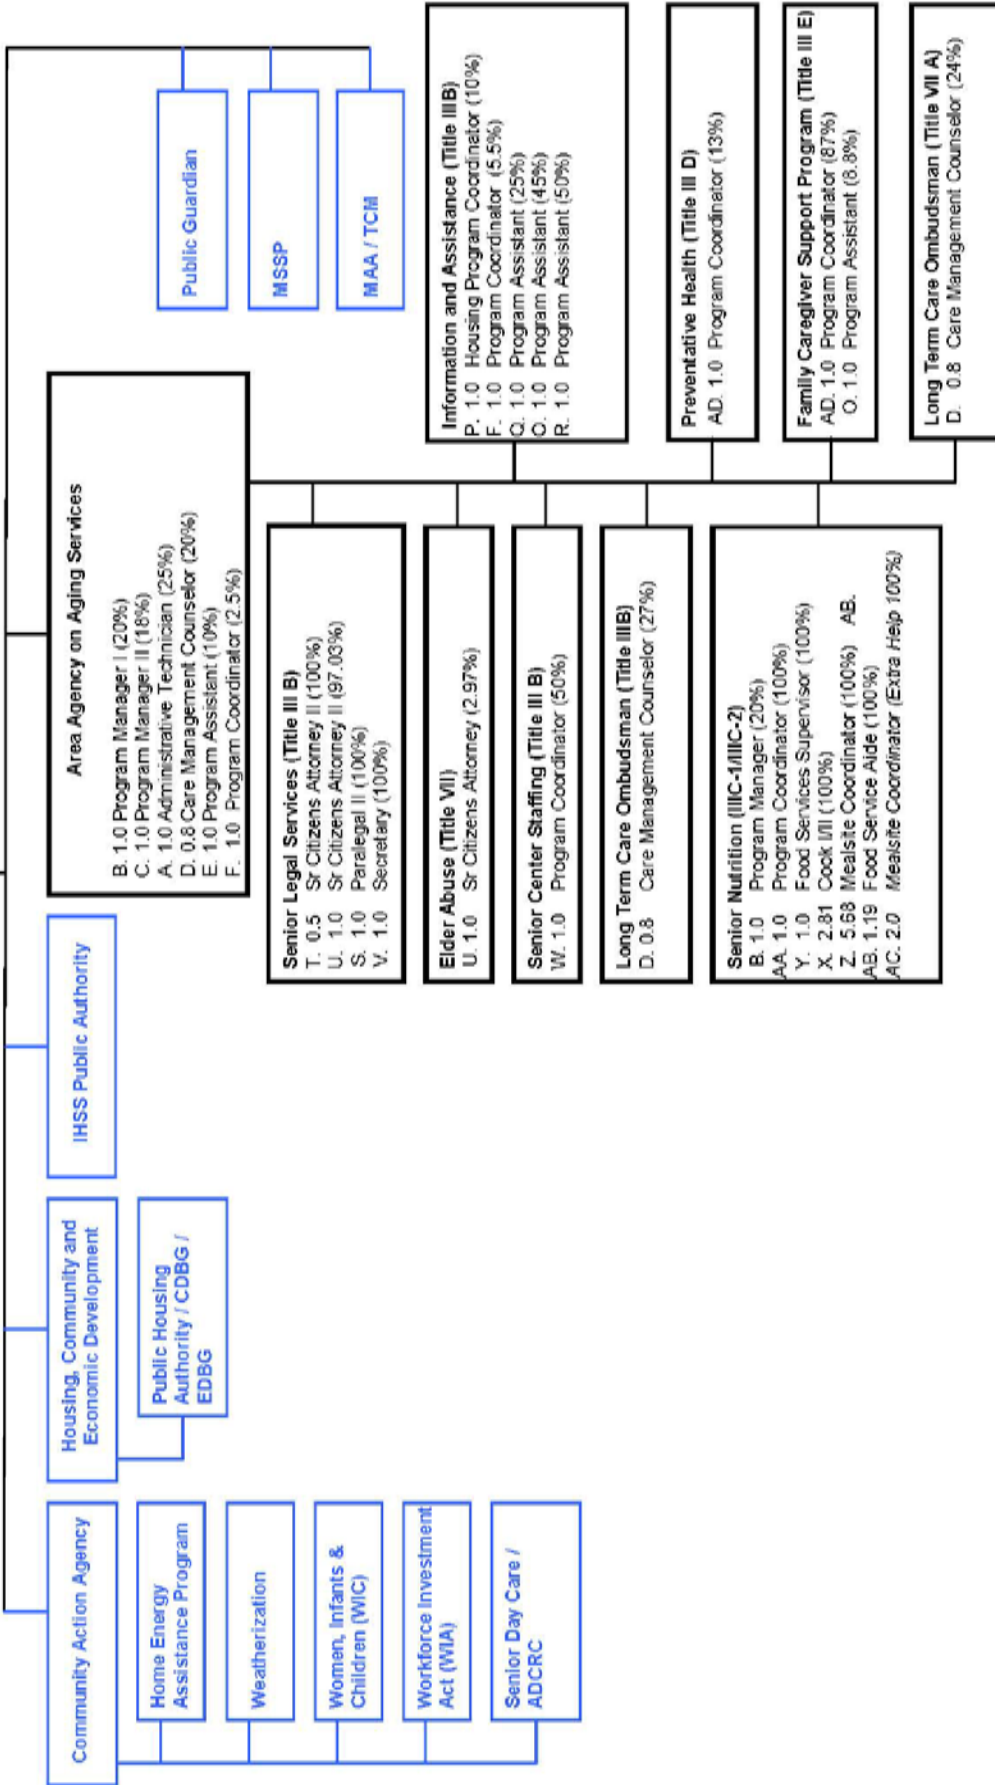 Community Action Agency
Home Energy
Assistance Program
Weatherization
Women, Infants &
Children (WIC)
Workforce Investment
Act (WIA)
Senior Day Care /
ADCRC
Housing, Community and
Economic Development
Public Housing
Authority / CDBG /
EDBG
IHSS Public Authority
Area Agency on Aging Services
B. 1.0 Program Manager I (20%)
C. 1.0 Program Manager II (18%)
A. 1.0 Administrative Technician (25%)
D. 0.8 Care Management Counselor (20%)
E. 1.0 Program Assistant (10%)
F. 1.0 Program Coordinator (2.5%)
Senior Legal Services (Title III B)
T. 0.5 Sr Citizens Attorney II (100%)
U. 1.0 Sr Citizens Attorney II (97.03%)
S. 1.0 Paralegal II (100%)
V. 1.0 Secretary (100%)
Elder Abuse (Title VII)
U. 1.0 Sr Citizens Attorney (2.97%)
Senior Center Staffing (Title III B)
W. 1.0 Program Coordinator (50%)
Long Term Care Ombudsman (Title IIIB)
D. 0.8 Care Management Counselor (27%)
Senior Nutrition (IIIC-1/IIIC-2)
B. 1.0 Program Manager (20%)
AA. 1.0 Program Coordinator (100%)
Y. 1.0 Food Services Supervisor (100%)
X. 2.81 Cook I/II (100%)
Z. 5.68 Mealsite Coordinator (100%) AB.
AB. 1.19 Food Service Aide (100%)
AC. 2.0 Mealsite Coordinator (Extra Help 100%)
Public Guardian
MSSP
MAA / TCM
Information and Assistance (Title IIIB)
P. 1.0 Housing Program Coordinator (10%)
F. 1.0 Program Coordinator (5.5%)
Q. 1.0 Program Assistant (25%)
O. 1.0 Program Assistant (45%)
R. 1.0 Program Assistant (50%)
Preventative Health (Title III D)
AD. 1.0 Program Coordinator (13%)
Family Caregiver Support Program (Title III E)
AD. 1.0 Program Coordinator (87%)
O. 1.0 Program Assistant (8.8%)
Long Term Care Ombudsman (Title VII A)
D. 0.8 Care Management Counselor (24%)